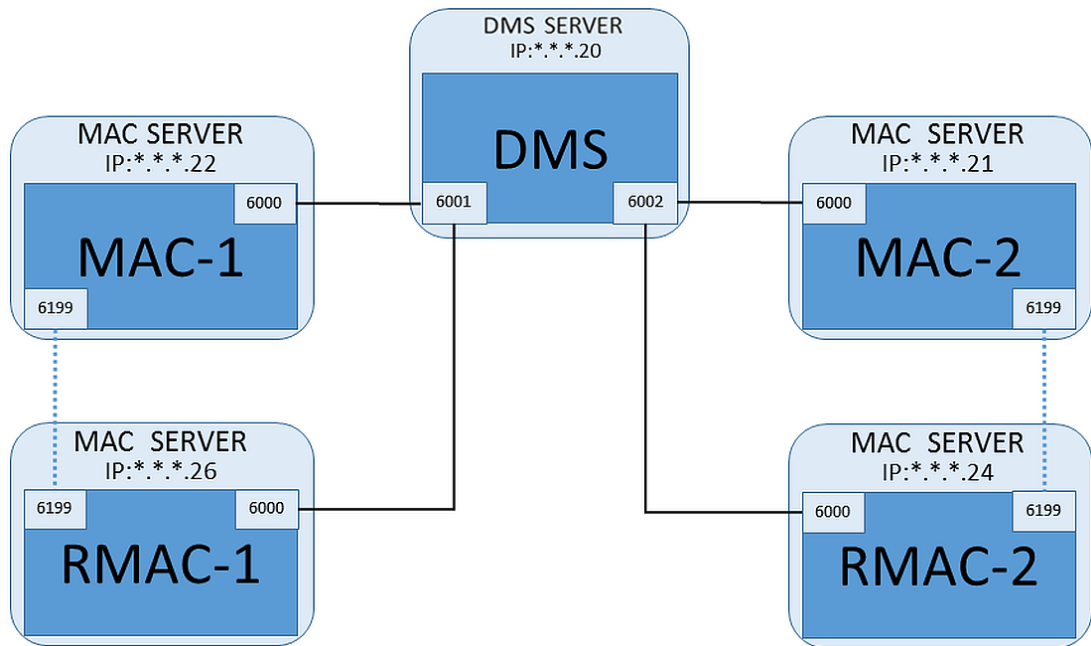 DMS SERVER
IP:*.*.*.20
DMS
6001
6002
MAC SERVER
IP:*.*.*.22
6000
MAC-1
6199
MAC SERVER
IP:*.*.*.21
6000
MAC-2
6199
MAC SERVER
IP:*.*.*.26
6199
6000
RMAC-1
MAC SERVER
IP:*.*.*.24
6000
6199
RMAC-2